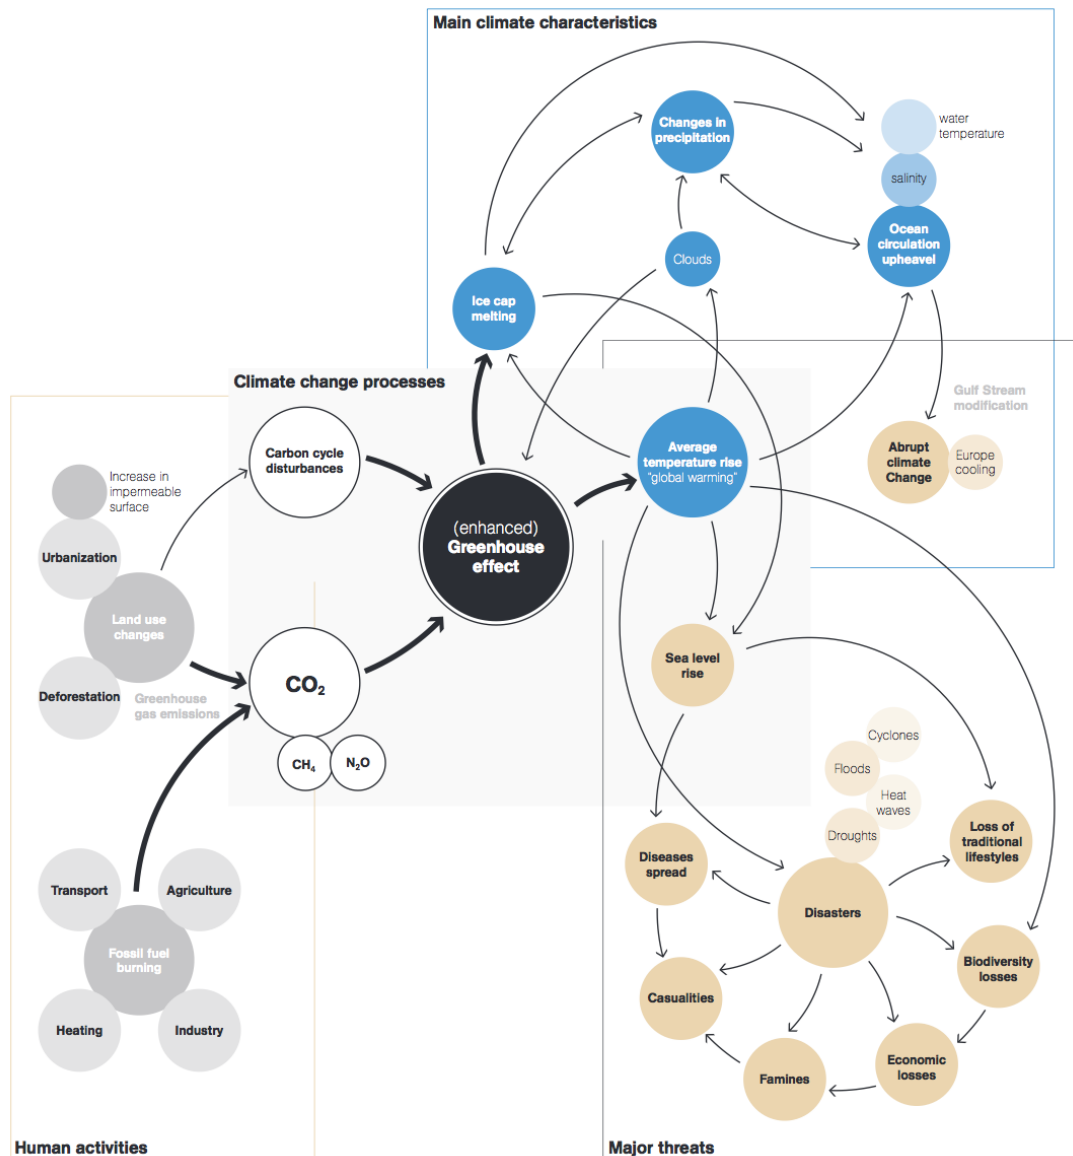 Main climate characteristics
Changes in
precipitation
water
temperature
salinity
Ocean
circulation
upheavel
Clouds
Ice cap
melting
Climate change processes
Gulf Stream
modification
Carbon cycle
disturbances
Average
temperature rise
"global warming"
Abrupt
climate
Change
Europe
cooling
Increase in
impermeable
surface
(enhanced)
Greenhouse
effect
Urbanization
Land use
changes
Sea level
rise
Deforestation
Greenhouse
gas emissions
CO₂
CH₄
N₂O
Cyclones
Floods
Heat
waves
Droughts
Loss of
traditional
lifestyles
Diseases
spread
Transport
Agriculture
Disasters
Fossil fuel
burning
Biodiversity
losses
Casualities
Heating
Industry
Economic
losses
Famines
Human activities
Major threats